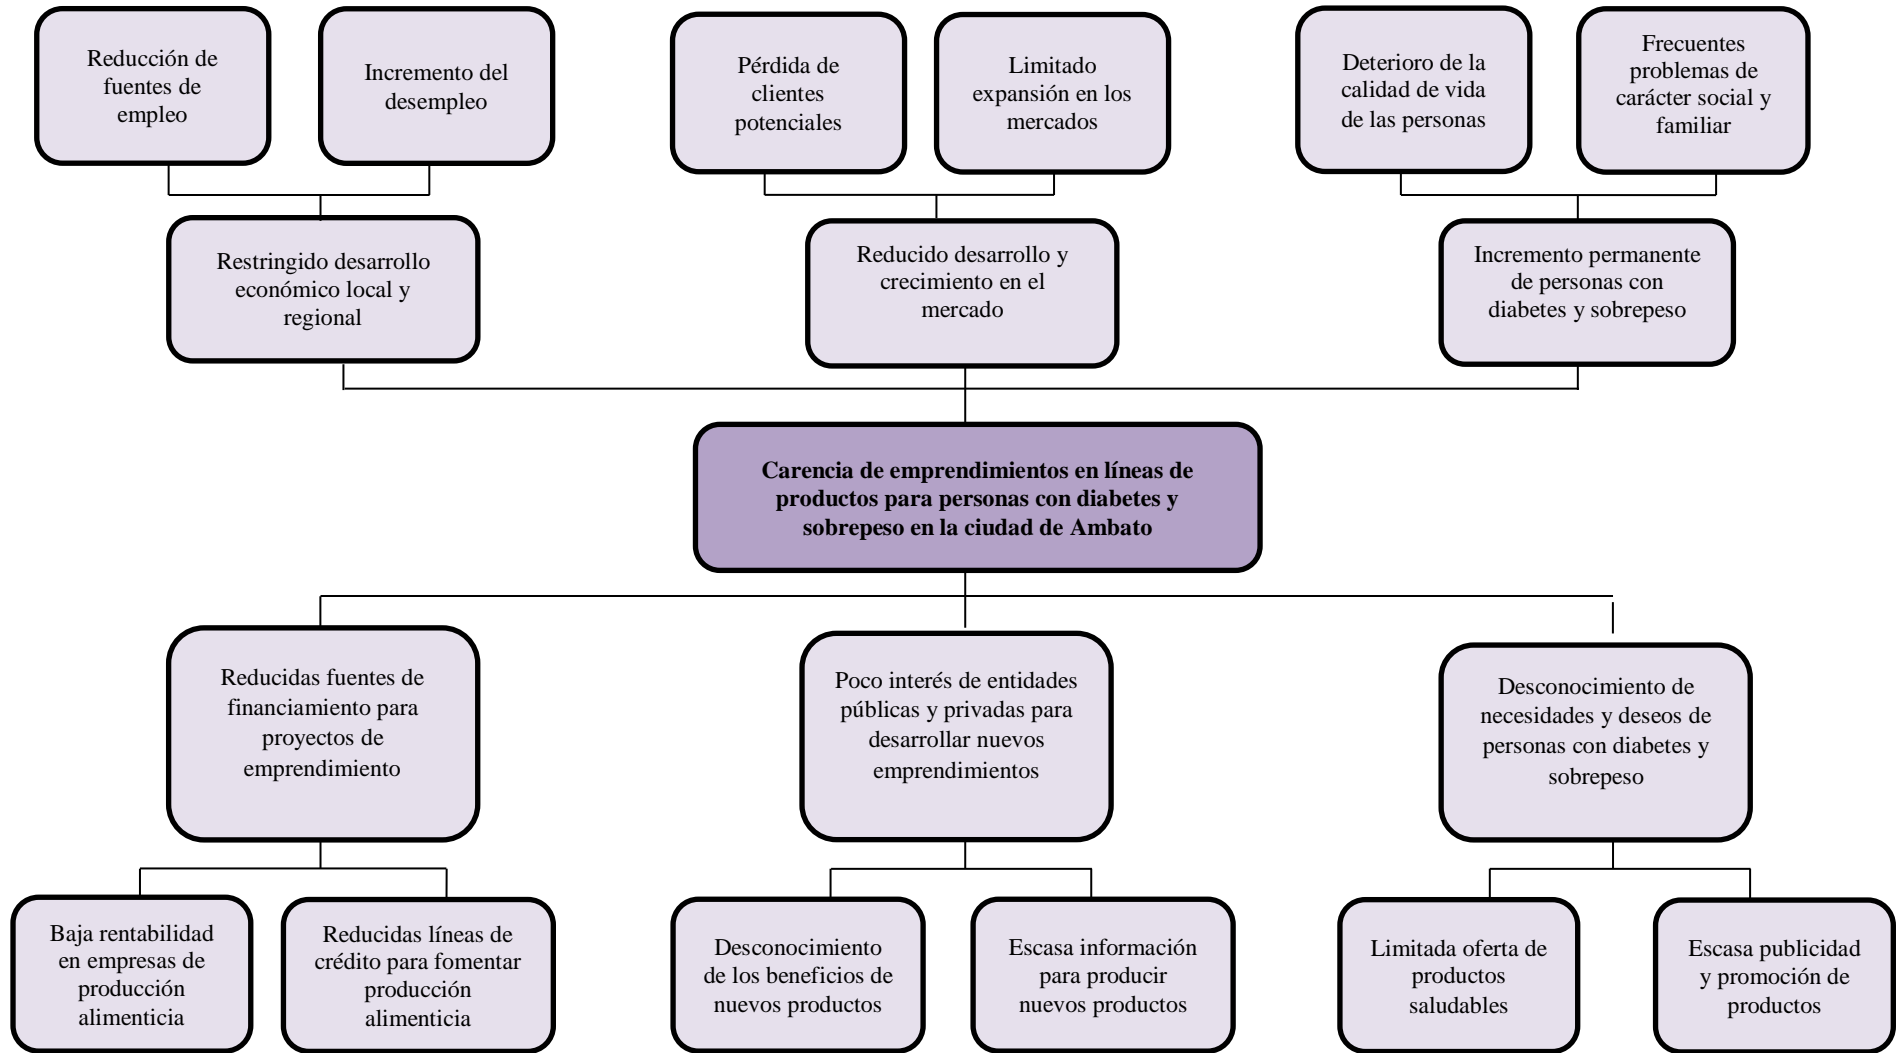 Reducción de
fuentes de
empleo
Incremento del
desempleo
Pérdida de
clientes
potenciales
Limitado
expansión en los
mercados
Deterioro de la
calidad de vida
de las personas
Frecuentes
problemas de
carácter social y
familiar
Restringido desarrollo
económico local y
regional
Reducido desarrollo y
crecimiento en el
mercado
Incremento permanente
de personas con
diabetes y sobrepeso
Carencia de emprendimientos en líneas de
productos para personas con diabetes y
sobrepeso en la ciudad de Ambato
Reducidas fuentes de
financiamiento para
proyectos de
emprendimiento
Poco interés de entidades
públicas y privadas para
desarrollar nuevos
emprendimientos
Desconocimiento de
necesidades y deseos de
personas con diabetes y
sobrepeso
Baja rentabilidad
en empresas de
producción
alimenticia
Reducidas líneas de
crédito para fomentar
producción
alimenticia
Desconocimiento
de los beneficios de
nuevos productos
Escasa información
para producir
nuevos productos
Limitada oferta de
productos
saludables
Escasa publicidad
y promoción de
productos